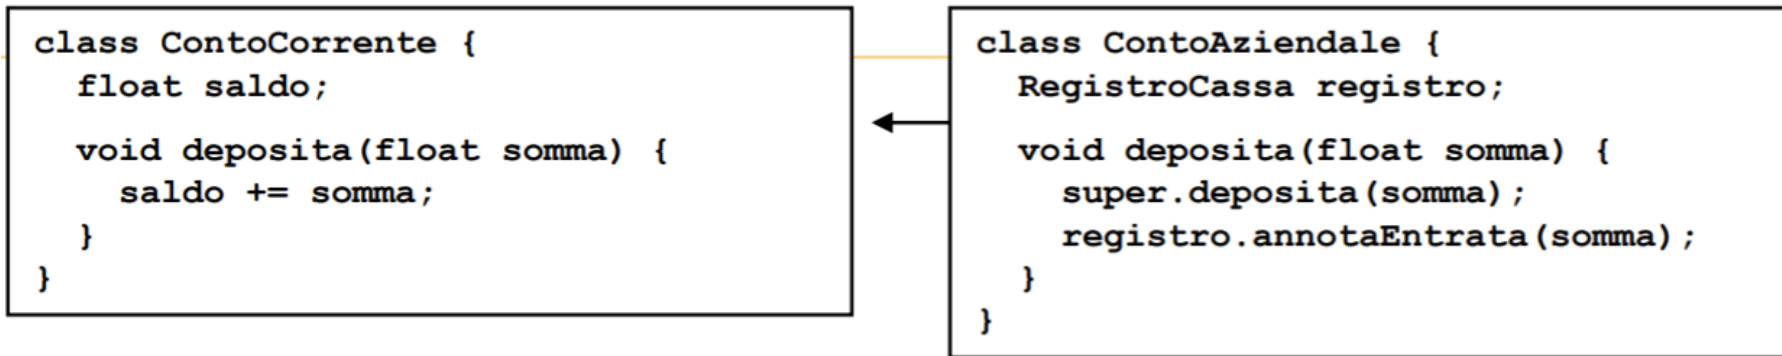 class ContoCorrente {
float saldo;
void deposita(float somma) {
saldo += somma;
}
}
class ContoAziendale {
RegistroCassa registro;
void deposita(float somma) {
super.deposita(somma);
registro.annotaEntrata(somma);
}
}